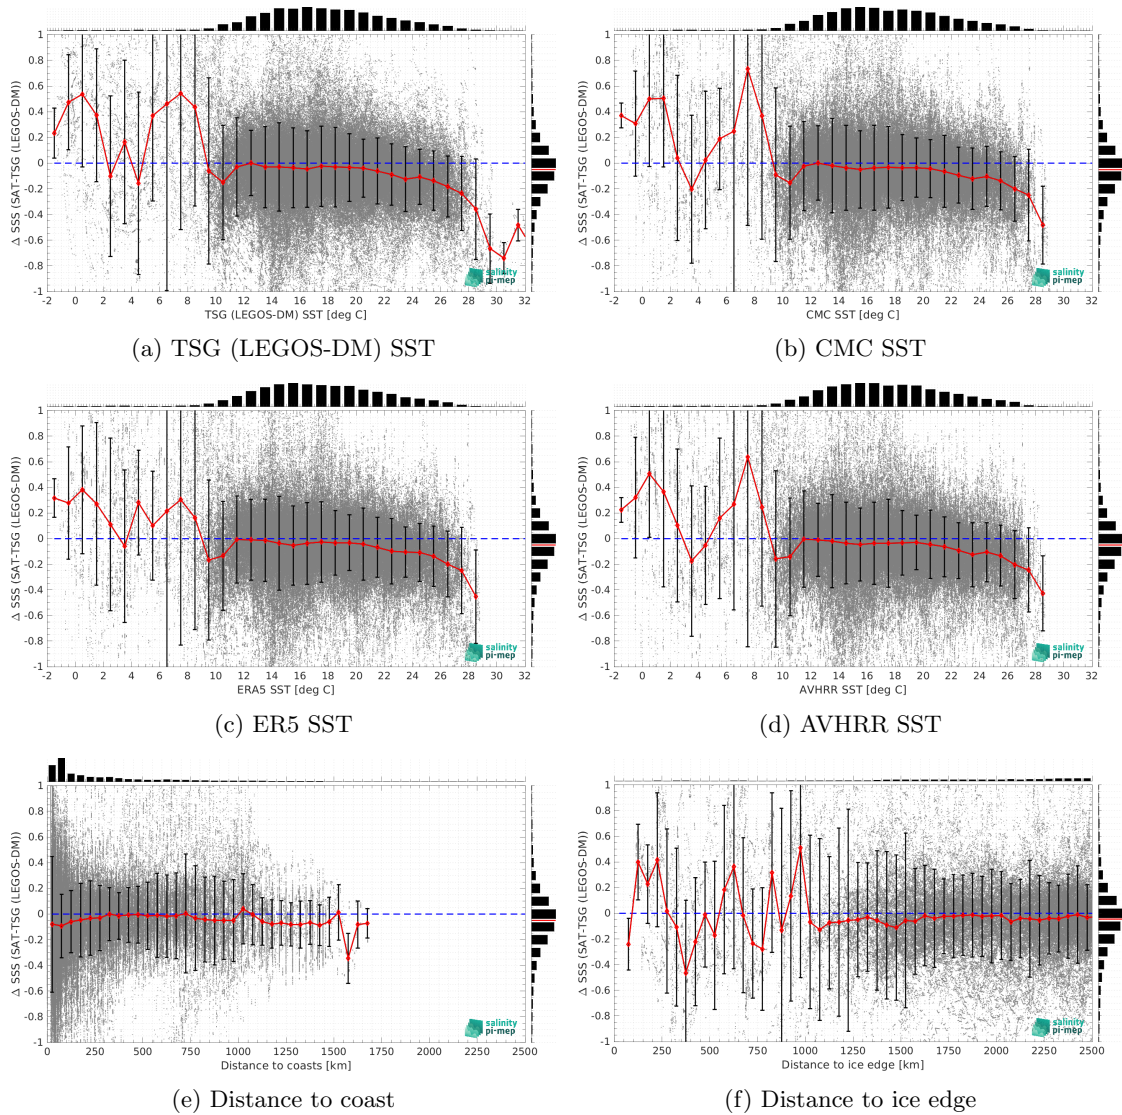 1
0.8
0.6
0.4
0.2
0
-0.2
-0.4
-0.6
-0.8
-1
Δ SSS (SAT-TSG (LEGOS-DM))
-2 0 2 4 6 8 10 12 14 16 18 20 22 24 26 28 30 32
TSG (LEGOS-DM) SST [deg C]
salinity
pi-mep
(a) TSG (LEGOS-DM) SST
1
0.8
0.6
0.4
0.2
0
-0.2
-0.4
-0.6
-0.8
-1
Δ SSS (SAT-TSG (LEGOS-DM))
-2 0 2 4 6 8 10 12 14 16 18 20 22 24 26 28 30 32
CMC SST [deg C]
salinity
pi-mep
(b) CMC SST
1
0.8
0.6
0.4
0.2
0
-0.2
-0.4
-0.6
-0.8
-1
Δ SSS (SAT-TSG (LEGOS-DM))
-2 0 2 4 6 8 10 12 14 16 18 20 22 24 26 28 30 32
ERA5 SST [deg C]
salinity
pi-mep
(c) ER5 SST
1
0.8
0.6
0.4
0.2
0
-0.2
-0.4
-0.6
-0.8
-1
Δ SSS (SAT-TSG (LEGOS-DM))
-2 0 2 4 6 8 10 12 14 16 18 20 22 24 26 28 30 32
AVHRR SST [deg C]
salinity
pi-mep
(d) AVHRR SST
1
0.8
0.6
0.4
0.2
0
-0.2
-0.4
-0.6
-0.8
-1
Δ SSS (SAT-TSG (LEGOS-DM))
0 250 500 750 1000 1250 1500 1750 2000 2250 2500
Distance to coasts [km]
salinity
pi-mep
(e) Distance to coast
1
0.8
0.6
0.4
0.2
0
-0.2
-0.4
-0.6
-0.8
-1
Δ SSS (SAT-TSG (LEGOS-DM))
0 250 500 750 1000 1250 1500 1750 2000 2250 2500
Distance to ice edge [km]
salinity
pi-mep
(f) Distance to ice edge